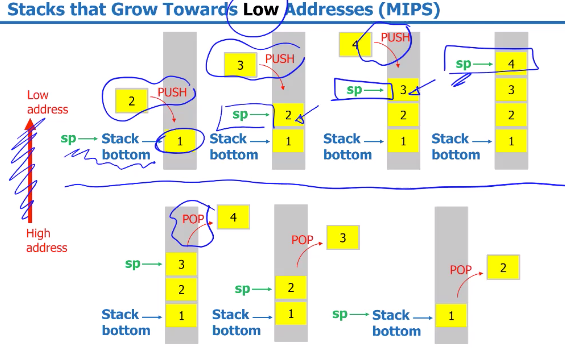 Stacks that Grow Towards Low Addresses (MIPS)
4
PUSH
3
PUSH
sp 4
2
PUSH
sp 3
3
Low
address
sp 2
2
2
sp Stack
bottom
1
Stack
bottom
1
Stack
bottom
1
Stack
bottom
1
High
address
POP
4
POP
3
POP
2
sp 3
2
sp 2
Stack
bottom
1
Stack
bottom
1
sp Stack
bottom
1